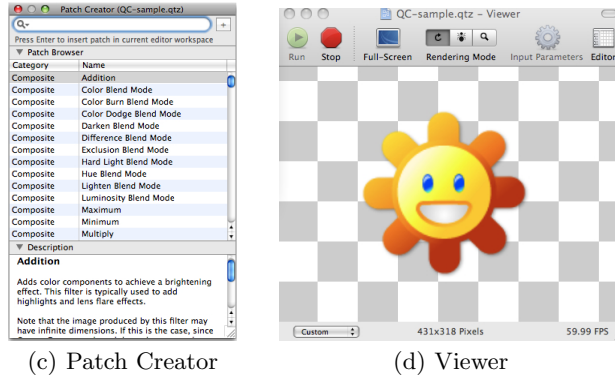 Patch Creator (QC-sample.qtz)
Press Enter to insert patch in current editor workspace
Patch Browser
Category Name
Composite Addition
Composite Color Blend Mode
Composite Color Burn Blend Mode
Composite Color Dodge Blend Mode
Composite Darken Blend Mode
Composite Difference Blend Mode
Composite Exclusion Blend Mode
Composite Hard Light Blend Mode
Composite Hue Blend Mode
Composite Lighten Blend Mode
Composite Luminosity Blend Mode
Composite Maximum
Composite Minimum
Composite Multiply
Description
Addition
Adds color components to achieve a brightening
effect. This filter is typically used to add
highlights and lens flare effects.
Note that the image produced by this filter may
have infinite dimensions. If this is the case, since
(c) Patch Creator
QC-sample.qtz – Viewer
Run Stop Full-Screen Rendering Mode Input Parameters Editor
Custom 431x318 Pixels 59.99 FPS
(d) Viewer